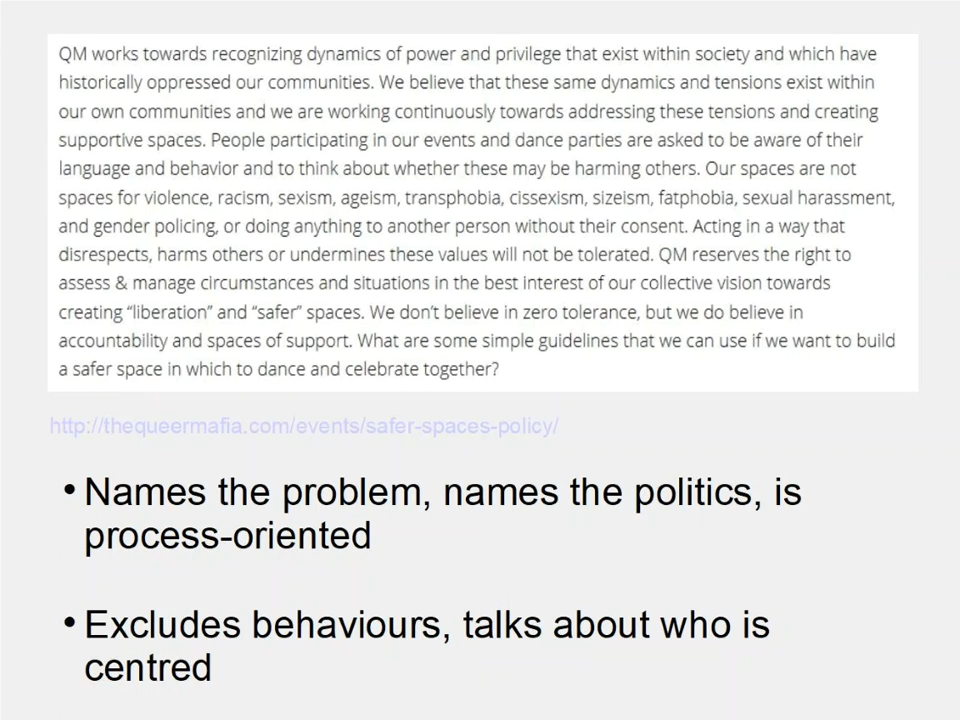 QM works towards recognizing dynamics of power and privilege that exist within society and which have
historically oppressed our communities. We believe that these same dynamics and tensions exist within
our own communities and we are working continuously towards addressing these tensions and creating
supportive spaces. People participating in our events and dance parties are asked to be aware of their
language and behavior and to think about whether these may be harming others. Our spaces are not
spaces for violence, racism, sexism, ageism, transphobia, cissexism, sizeism, fatphobia, sexual harassment,
and gender policing, or doing anything to another person without their consent. Acting in a way that
disrespects, harms others or undermines these values will not be tolerated. QM reserves the right to
assess & manage circumstances and situations in the best interest of our collective vision towards
creating “liberation” and “safer” spaces. We don’t believe in zero tolerance, but we do believe in
accountability and spaces of support. What are some simple guidelines that we can use if we want to build
a safer space in which to dance and celebrate together?
http://thequeermafia.com/events/safer-spaces-policy/
• Names the problem, names the politics, is
process-oriented
• Excludes behaviours, talks about who is
centred